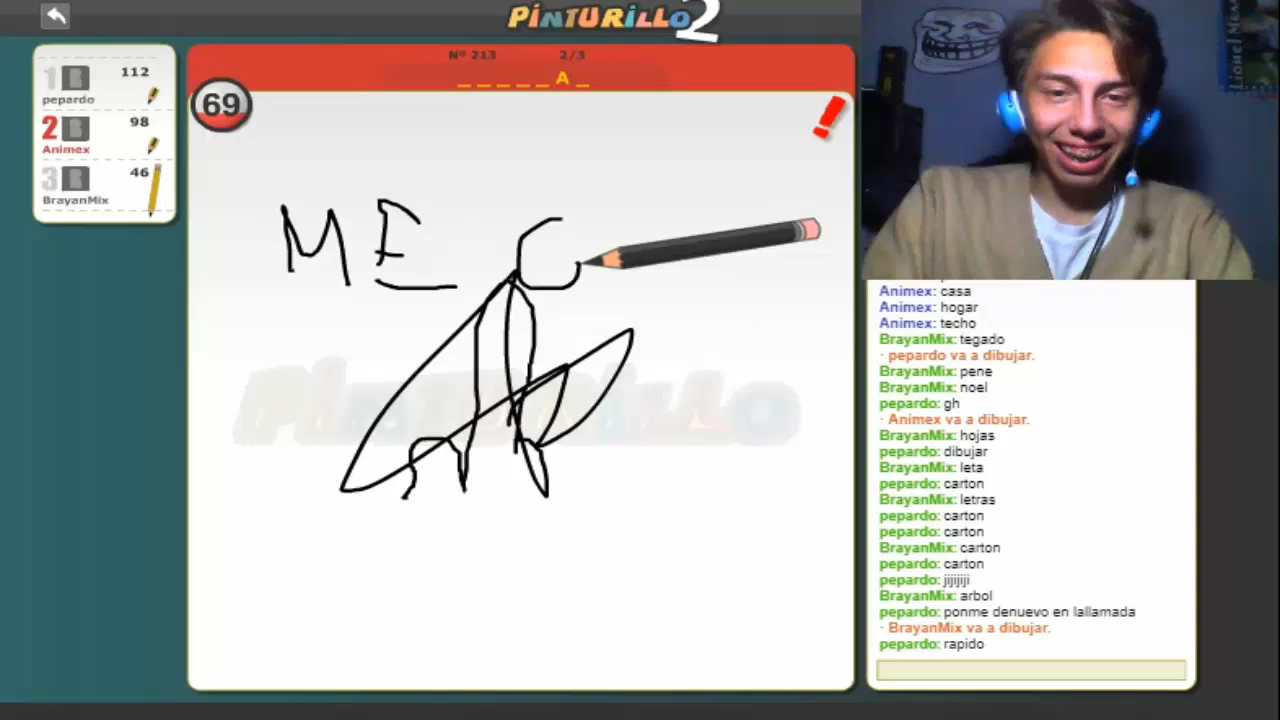 PINTURILLO 2
Nº 213 2/3
_ _ _ _ _ A _
69
1 B 112
pepardo
2 B 98
Animex
3 B 46
BrayanMix
ME C
PINTURILLO
Animex: casa
Animex: hogar
Animex: techo
BrayanMix: tegado
· pepardo va a dibujar.
BrayanMix: pene
BrayanMix: noel
pepardo: gh
· Animex va a dibujar.
BrayanMix: hojas
pepardo: dibujar
BrayanMix: leta
pepardo: carton
BrayanMix: letras
pepardo: carton
pepardo: carton
BrayanMix: carton
pepardo: carton
pepardo: jijijiji
BrayanMix: arbol
pepardo: ponme denuevo en lallamada
· BrayanMix va a dibujar.
pepardo: rapido